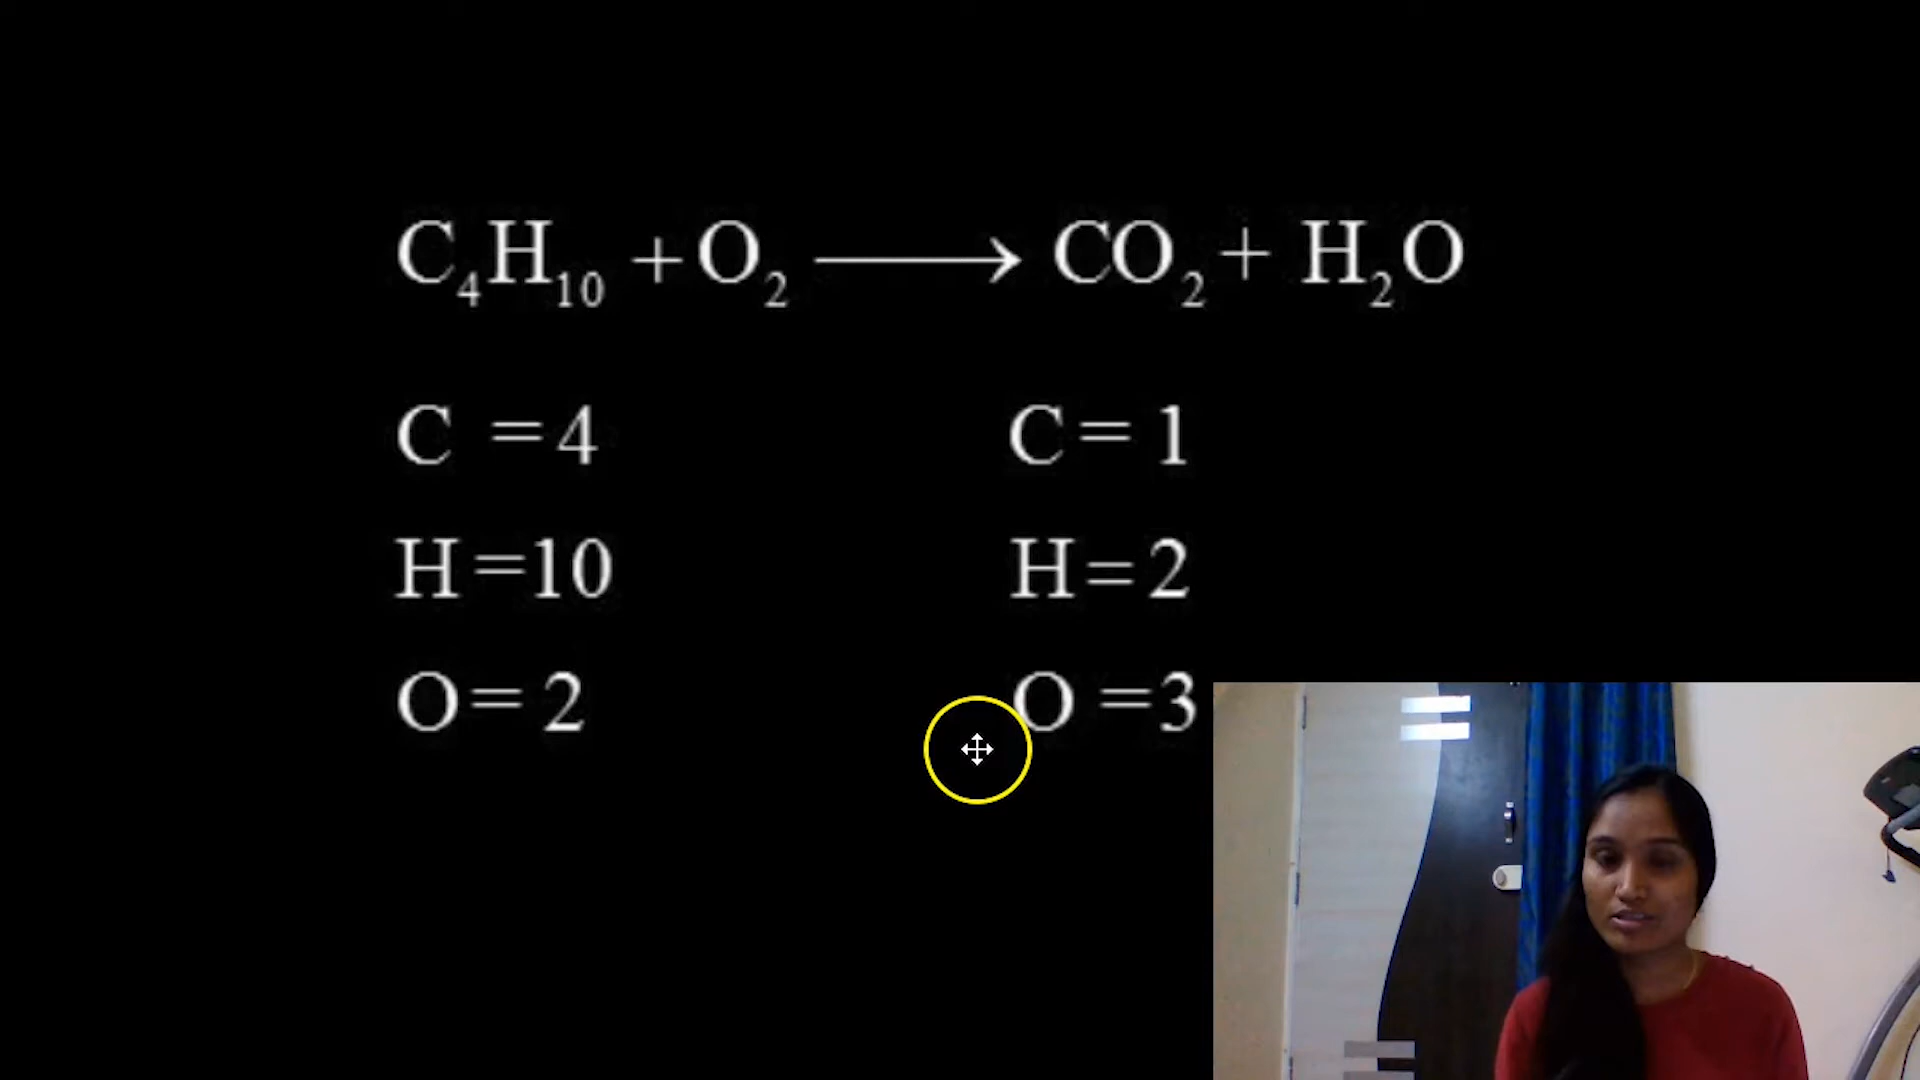 C₄H₁₀ + O₂ ⟶ CO₂ + H₂O
C = 4 C = 1
H = 10 H = 2
O = 2 O = 3